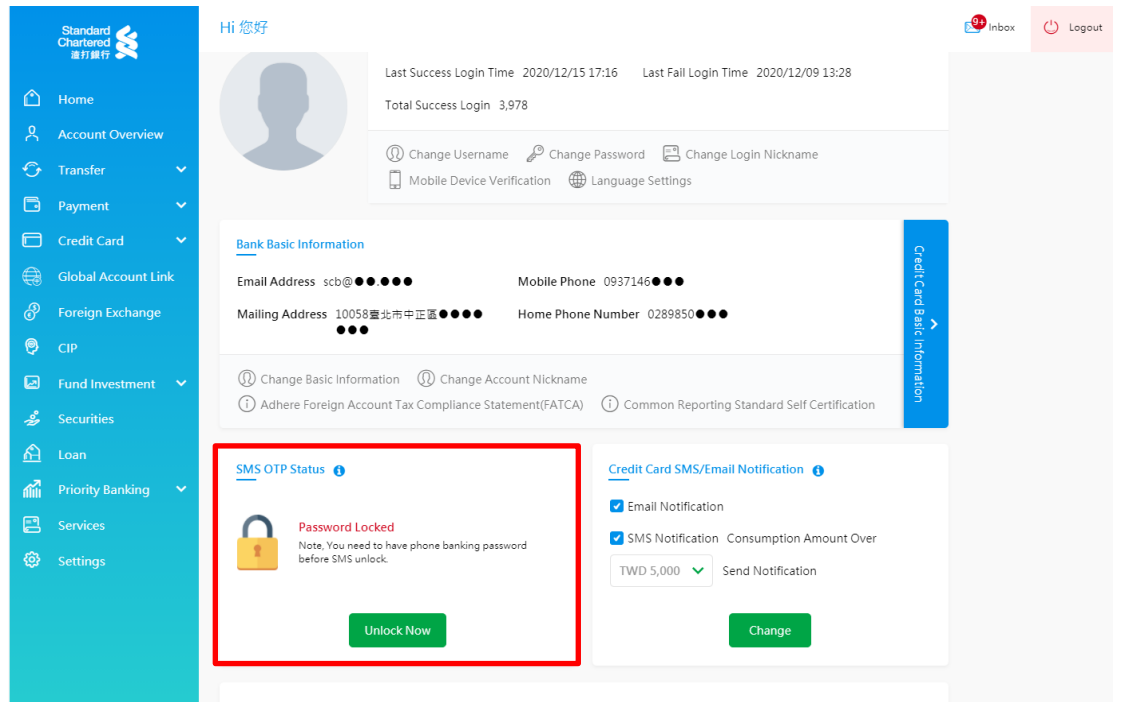 Standard
Chartered
渣打銀行
Hi 您好
9+ Inbox
Logout
Home
Account Overview
Transfer
Payment
Credit Card
Global Account Link
Foreign Exchange
CIP
Fund Investment
Securities
Loan
Priority Banking
Services
Settings
Last Success Login Time 2020/12/15 17:16 Last Fail Login Time 2020/12/09 13:28
Total Success Login 3,978
Change Username Change Password Change Login Nickname
Mobile Device Verification Language Settings
Bank Basic Information
Email Address scb@●●.●●● Mobile Phone 0937146●●●
Mailing Address 10058臺北市中正區●●●● Home Phone Number 0289850●●●
●●●
Change Basic Information Change Account Nickname
Adhere Foreign Account Tax Compliance Statement(FATCA) Common Reporting Standard Self Certification
Credit Card Basic Information
SMS OTP Status
Password Locked
Note, You need to have phone banking password
before SMS unlock.
Unlock Now
Credit Card SMS/Email Notification
Email Notification
SMS Notification Consumption Amount Over
TWD 5,000 Send Notification
Change